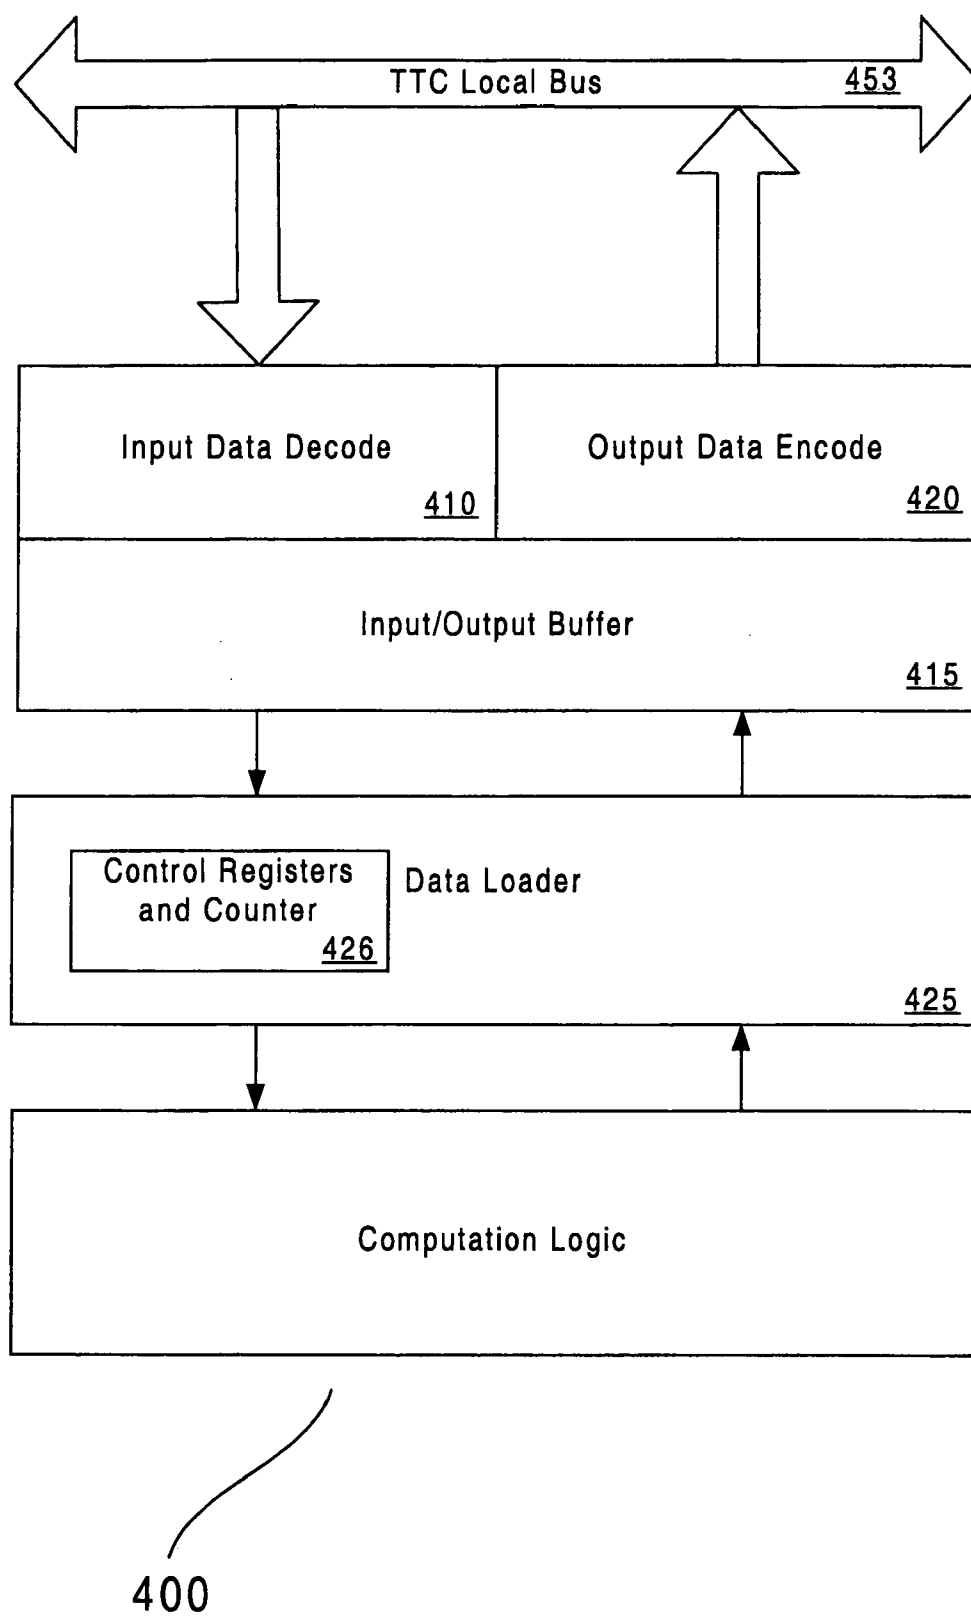 TTC Local Bus 453
Input Data Decode
410
Output Data Encode
420
Input/Output Buffer
415
Control Registers
and Counter
426
Data Loader
425
Computation Logic
400